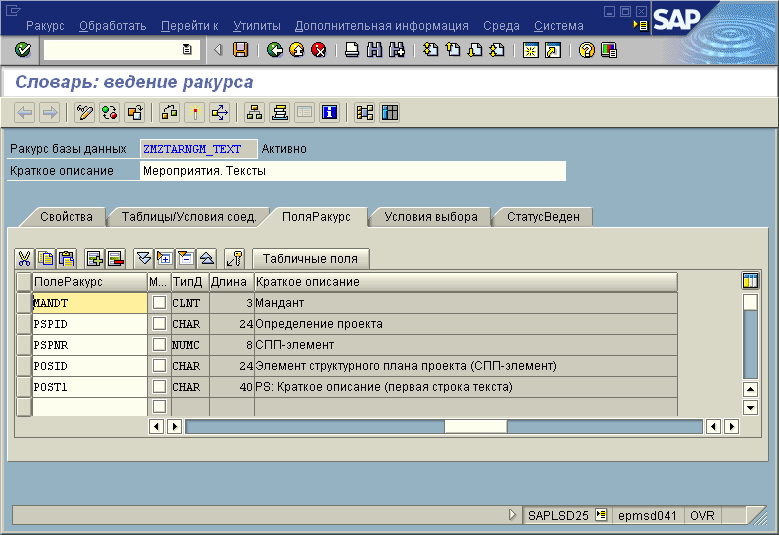 Ракурс Обработать Перейти к Утилиты Дополнительная информация Среда Система
SAP
Словарь: ведение ракурса
Ракурс базы данных ZMZTARNGM_TEXT Активно
Краткое описание Мероприятия. Тексты
Свойства Таблицы/Условия соед. ПоляРакурс Условия выбора СтатусВеден
Табличные поля
ПолеРакурс М... ТипД Длина Краткое описание
MANDT CLNT 3 Мандант
PSPID CHAR 24 Определение проекта
PSPNR NUMC 8 СПП-элемент
POSID CHAR 24 Элемент структурного плана проекта (СПП-элемент)
POST1 CHAR 40 PS: Краткое описание (первая строка текста)
SAPLSD25 epmsd041 OVR